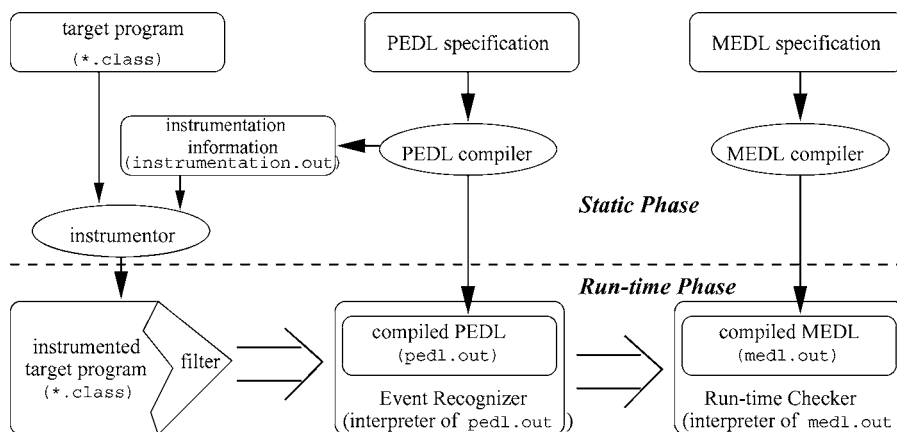 target program
(*.class)
PEDL specification
MEDL specification
instrumentation
information
(instrumentation.out)
PEDL compiler
MEDL compiler
instrumentor
Static Phase
Run-time Phase
instrumented
target program
(*.class)
filter
compiled PEDL
(pedl.out)
Event Recognizer
(interpreter of pedl.out )
compiled MEDL
(medl.out)
Run-time Checker
(interpreter of medl.out